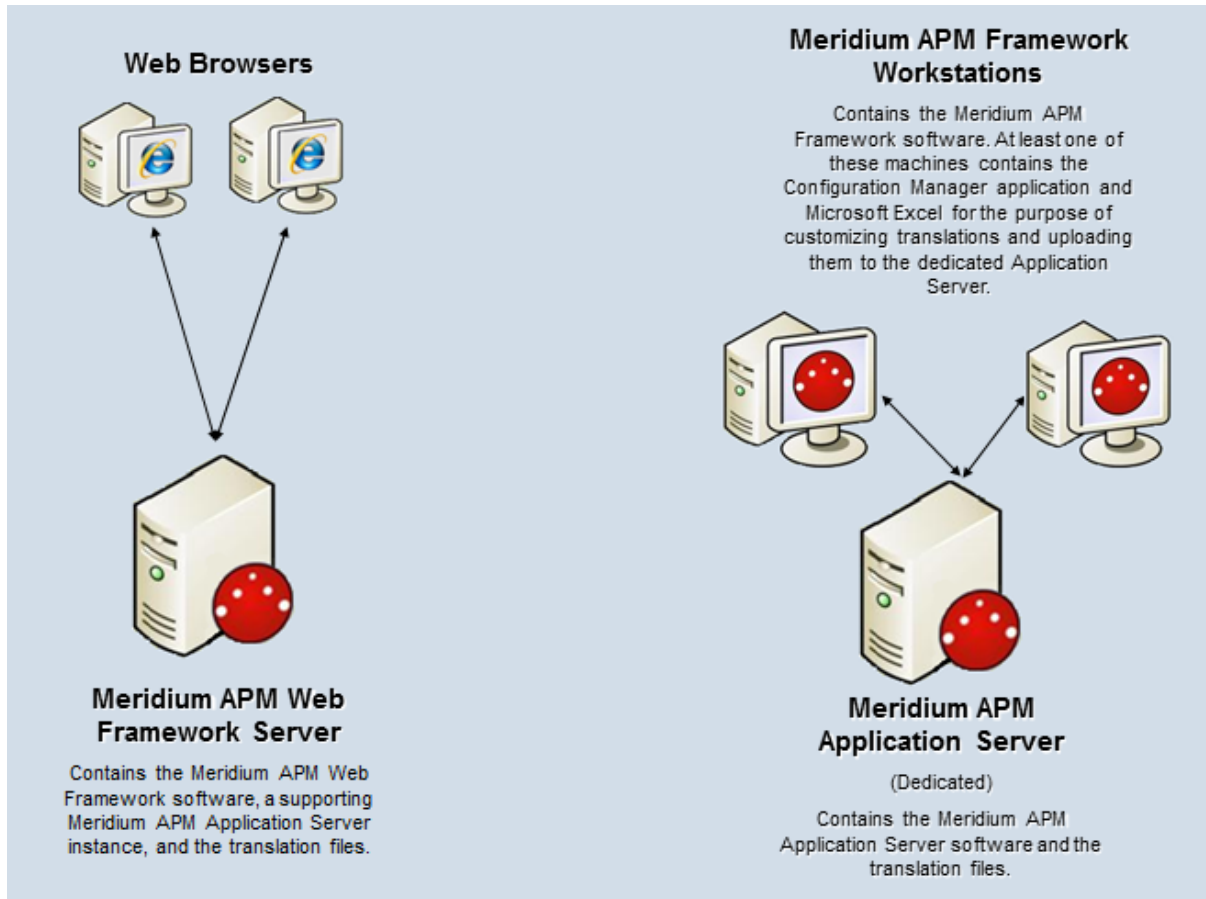 Web Browsers
Meridium APM Web
Framework Server
Contains the Meridium APM Web
Framework software, a supporting
Meridium APM Application Server
instance, and the translation files.
Meridium APM Framework
Workstations
Contains the Meridium APM
Framework software. At least one of
these machines contains the
Configuration Manager application and
Microsoft Excel for the purpose of
customizing translations and uploading
them to the dedicated Application
Server.
Meridium APM
Application Server
(Dedicated)
Contains the Meridium APM
Application Server software and the
translation files.